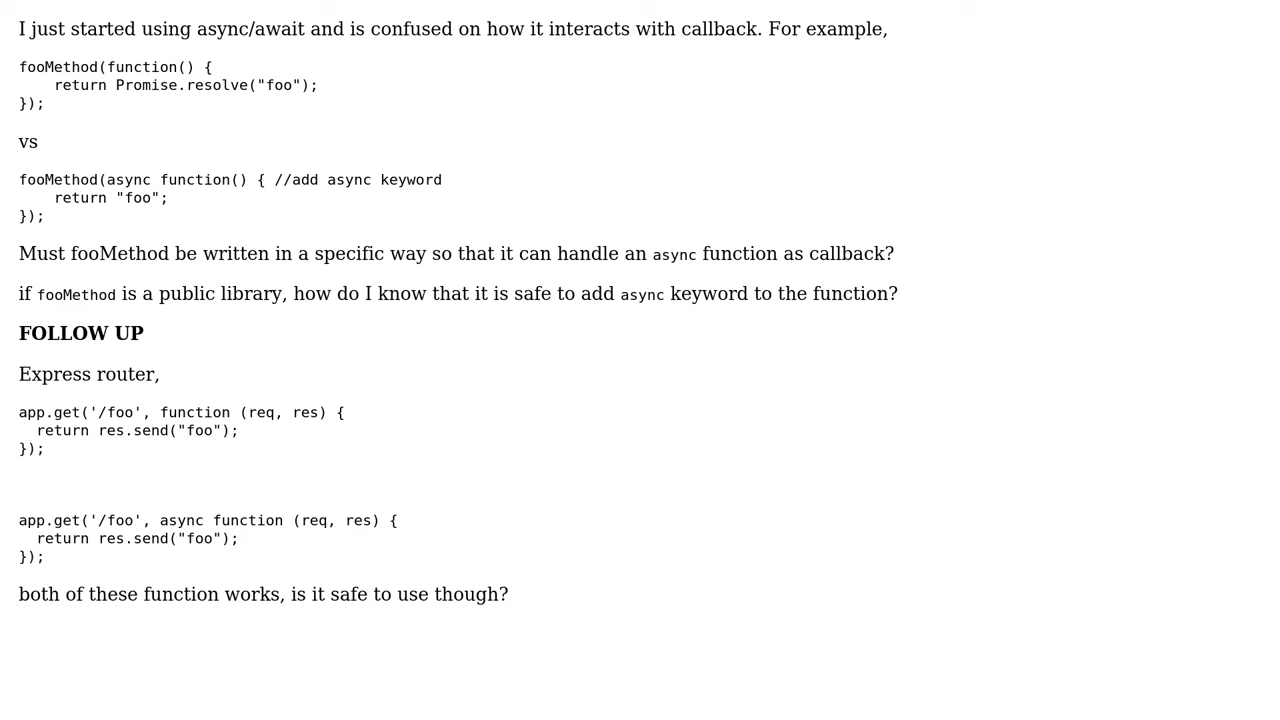 I just started using async/await and is confused on how it interacts with callback. For example,
fooMethod(function() {
    return Promise.resolve("foo");
});
vs
fooMethod(async function() { //add async keyword
    return "foo";
});
Must fooMethod be written in a specific way so that it can handle an async function as callback?
if fooMethod is a public library, how do I know that it is safe to add async keyword to the function?
FOLLOW UP
Express router,
app.get('/foo', function (req, res) {
  return res.send("foo");
});
app.get('/foo', async function (req, res) {
  return res.send("foo");
});
both of these function works, is it safe to use though?